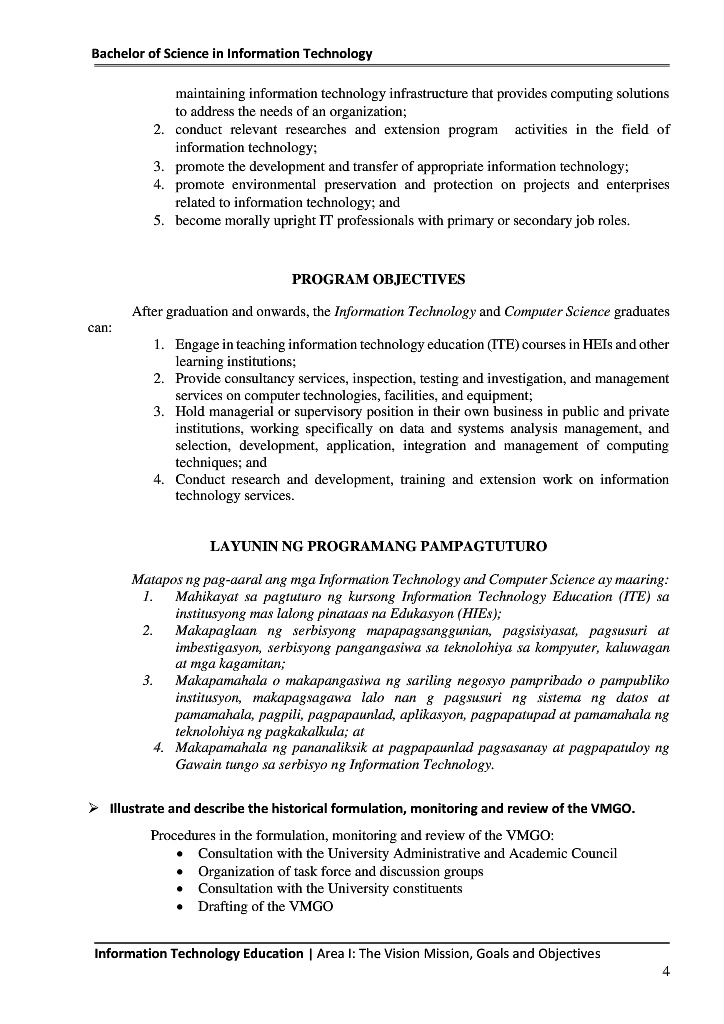 Bachelor of Science in Information Technology
maintaining information technology infrastructure that provides computing solutions
to address the needs of an organization;
2. conduct relevant researches and extension program activities in the field of
information technology;
3. promote the development and transfer of appropriate information technology;
4. promote environmental preservation and protection on projects and enterprises
related to information technology; and
5. become morally upright IT professionals with primary or secondary job roles.
PROGRAM OBJECTIVES
After graduation and onwards, the Information Technology and Computer Science graduates
can:
1. Engage in teaching information technology education (ITE) courses in HEIs and other
learning institutions;
2. Provide consultancy services, inspection, testing and investigation, and management
services on computer technologies, facilities, and equipment;
3. Hold managerial or supervisory position in their own business in public and private
institutions, working specifically on data and systems analysis management, and
selection, development, application, integration and management of computing
techniques; and
4. Conduct research and development, training and extension work on information
technology services.
LAYUNIN NG PROGRAMANG PAMPAGTUTURO
Matapos ng pag-aaral ang mga Information Technology and Computer Science ay maaring:
1. Mahikayat sa pagtuturo ng kursong Information Technology Education (ITE) sa
institusyong mas lalong pinataas na Edukasyon (HIEs);
2. Makapaglaan ng serbisyong mapapagsanggunian, pagsisiyasat, pagsusuri at
imbestigasyon, serbisyong pangangasiwa sa teknolohiya sa kompyuter, kaluwagan
at mga kagamitan;
3. Makapamahala o makapangasiwa ng sariling negosyo pampribado o pampubliko
institusyon, makapagsagawa lalo nan g pagsusuri ng sistema ng datos at
pamamahala, pagpili, pagpapaunlad, aplikasyon, pagpapatupad at pamamahala ng
teknolohiya ng pagkakalkula; at
4. Makapamahala ng pananaliksik at pagpapaunlad pagsasanay at pagpapatuloy ng
Gawain tungo sa serbisyo ng Information Technology.
➢ Illustrate and describe the historical formulation, monitoring and review of the VMGO.
Procedures in the formulation, monitoring and review of the VMGO:
• Consultation with the University Administrative and Academic Council
• Organization of task force and discussion groups
• Consultation with the University constituents
• Drafting of the VMGO
Information Technology Education | Area I: The Vision Mission, Goals and Objectives
4